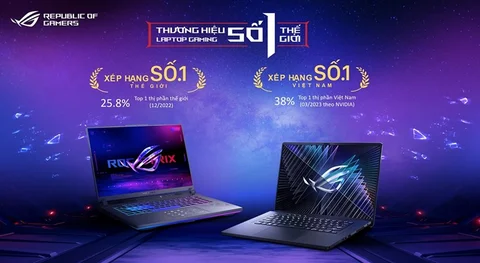 REPUBLIC OF
GAMERS
THƯƠNG HIỆU
LAPTOP GAMING
SỐ1
THẾ
GIỚI
XẾP HẠNG SỐ.1
THẾ GIỚI
25.8%
Top 1 thị phần thế giới
(12/2022)
XẾP HẠNG SỐ.1
VIỆT NAM
38%
Top 1 thị phần Việt Nam
(03/2023 theo NVIDIA)